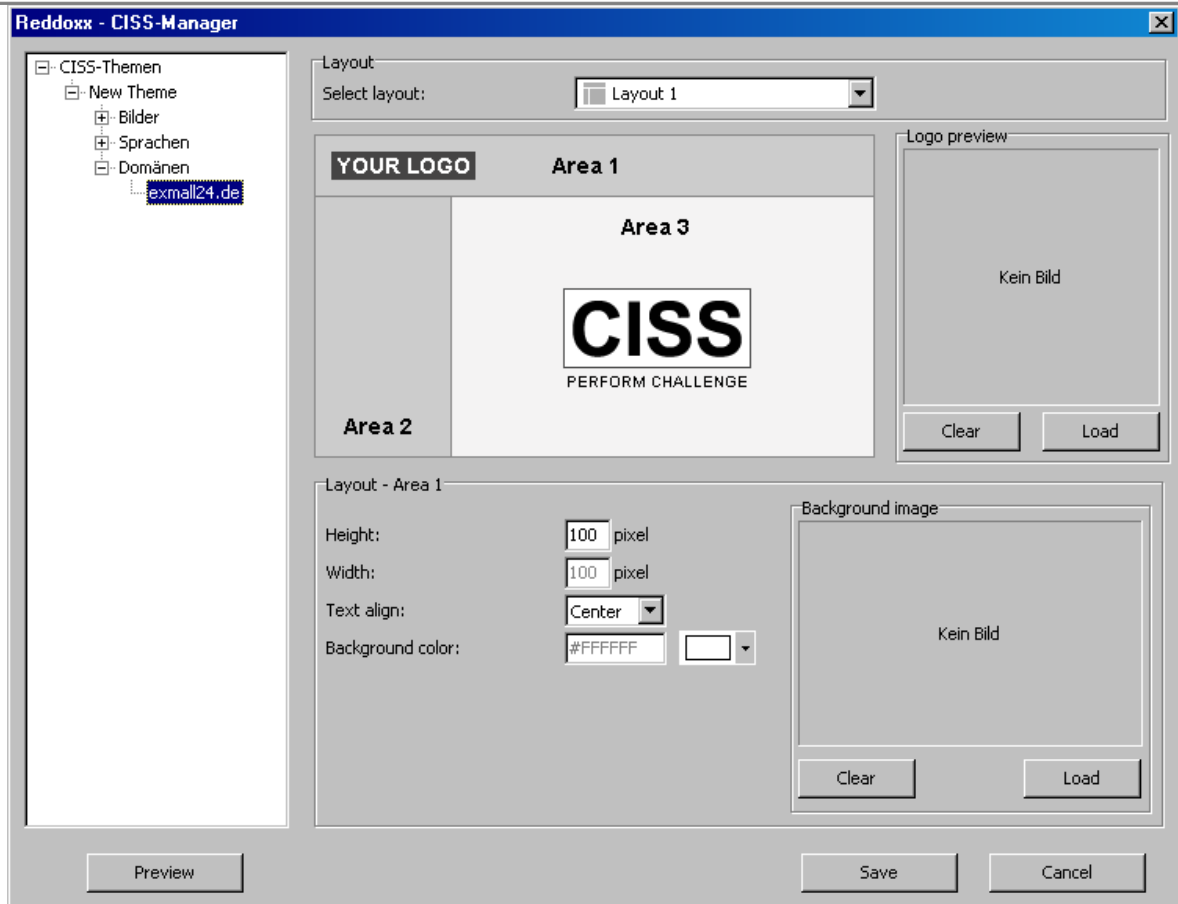 Reddoxx - CISS-Manager
CISS-Themen
New Theme
Bilder
Sprachen
Domänen
exmall24.de
Layout
Select layout:
Layout 1
YOUR LOGO
Area 1
Area 3
CISS
PERFORM CHALLENGE
Area 2
Logo preview
Kein Bild
Clear
Load
Layout - Area 1
Height:
100 pixel
Width:
100 pixel
Text align:
Center
Background color:
#FFFFFF
Background image
Kein Bild
Clear
Load
Preview
Save
Cancel